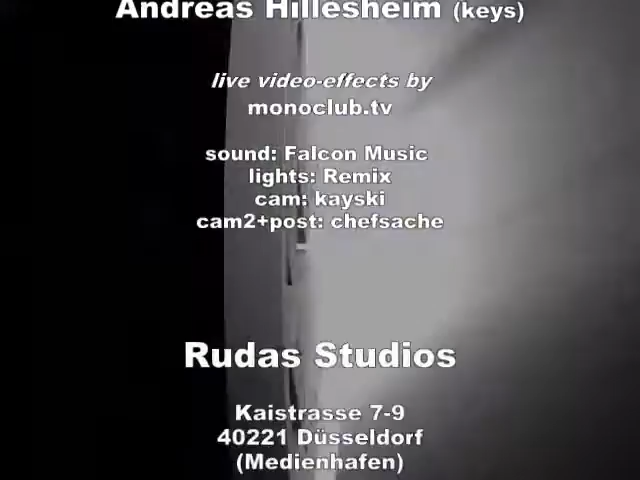 Andreas Hillesheim (keys)
live video-effects by
monoclub.tv
sound: Falcon Music
lights: Remix
cam: kayski
cam2+post: chefsache
Rudas Studios
Kaistrasse 7-9
40221 Düsseldorf
(Medienhafen)